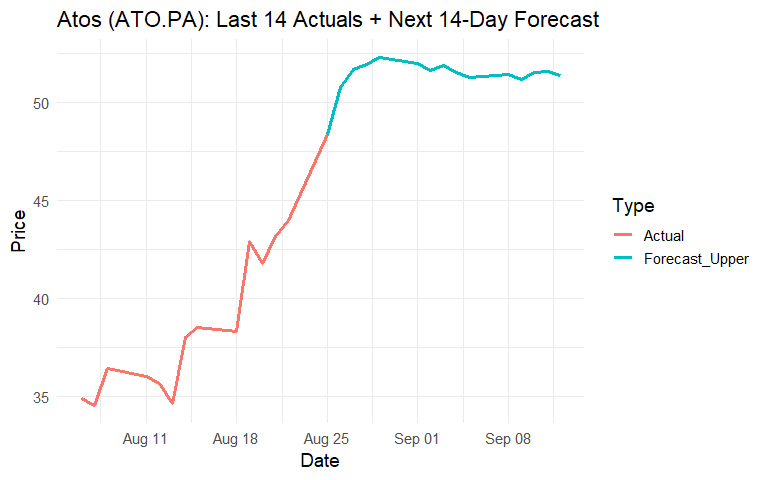 Atos (ATO.PA): Last 14 Actuals + Next 14-Day Forecast
50
45
40
35
Price
Aug 11
Aug 18
Aug 25
Sep 01
Sep 08
Date
Type
Actual
Forecast_Upper